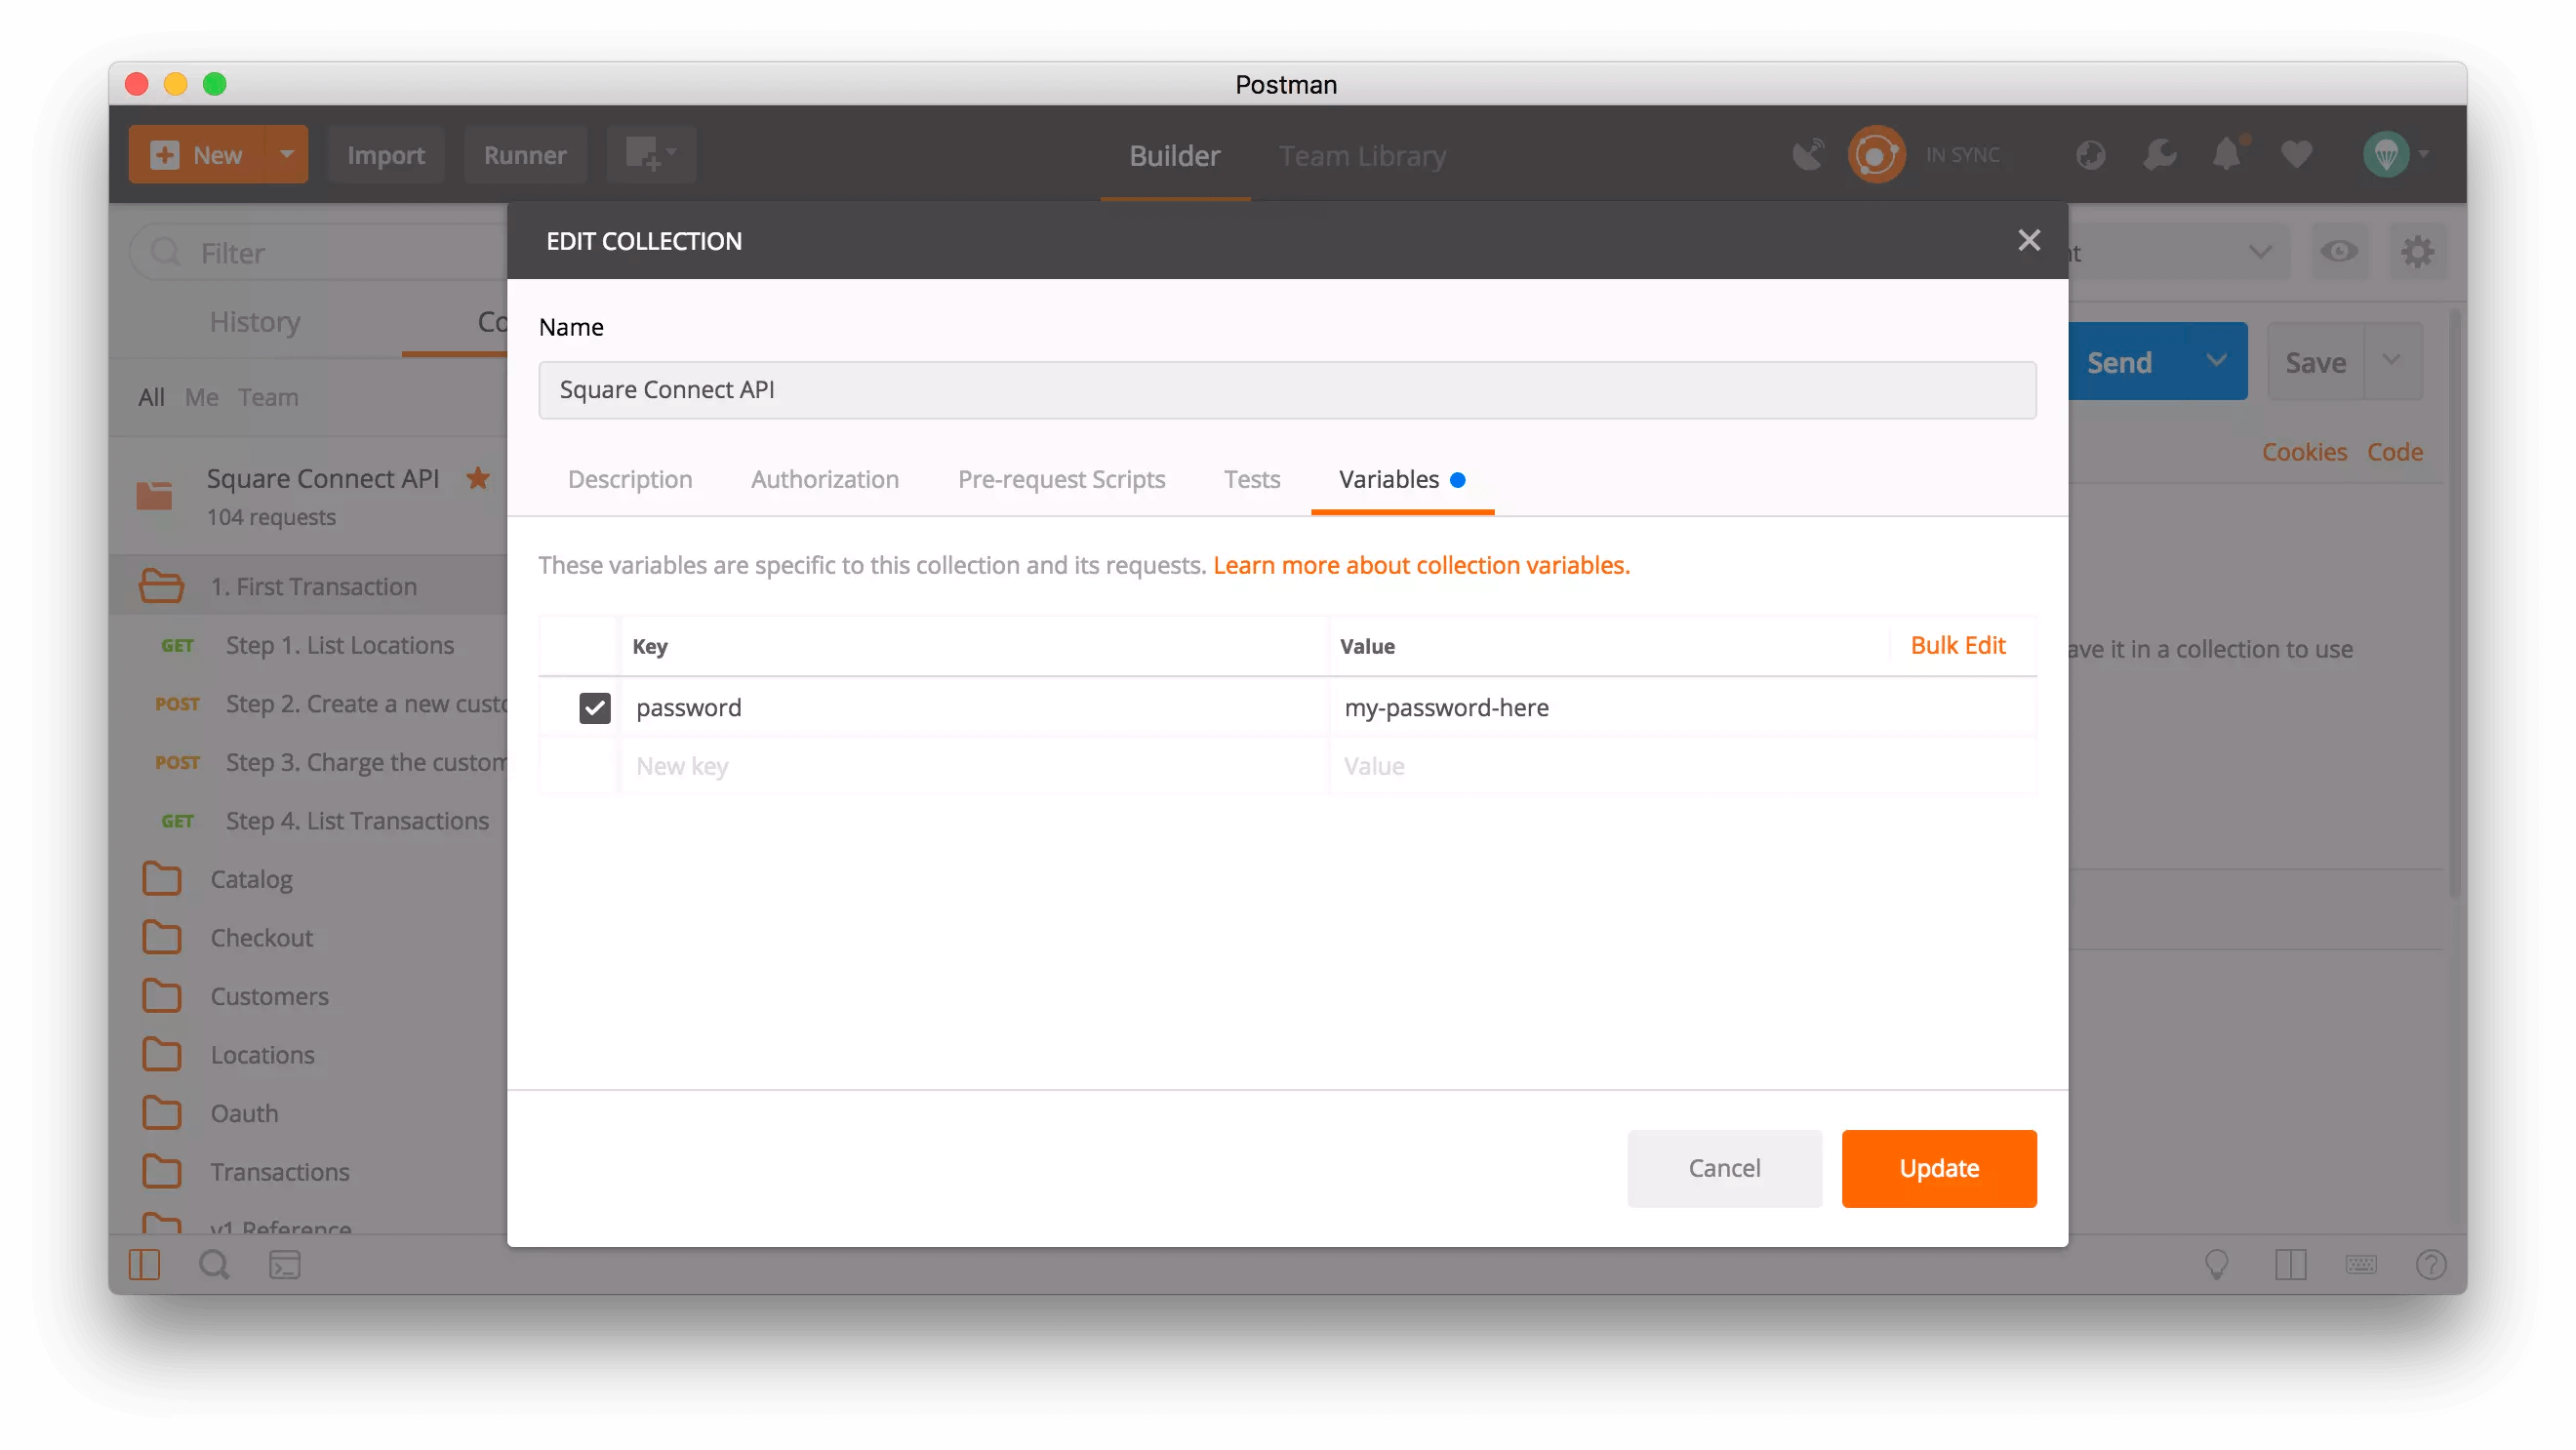 Postman
New
Import
Runner
Builder
Team Library
IN SYNC
Filter
History
All Me Team
Square Connect API
104 requests
1. First Transaction
GET Step 1. List Locations
POST Step 2. Create a new custo
POST Step 3. Charge the custom
GET Step 4. List Transactions
Catalog
Checkout
Customers
Locations
Oauth
Transactions
v1 Reference
EDIT COLLECTION
Name
Square Connect API
Description Authorization Pre-request Scripts Tests Variables
These variables are specific to this collection and its requests. Learn more about collection variables.
Key Value Bulk Edit
password my-password-here
New key Value
Cancel Update
Send Save
Cookies Code
ave it in a collection to use